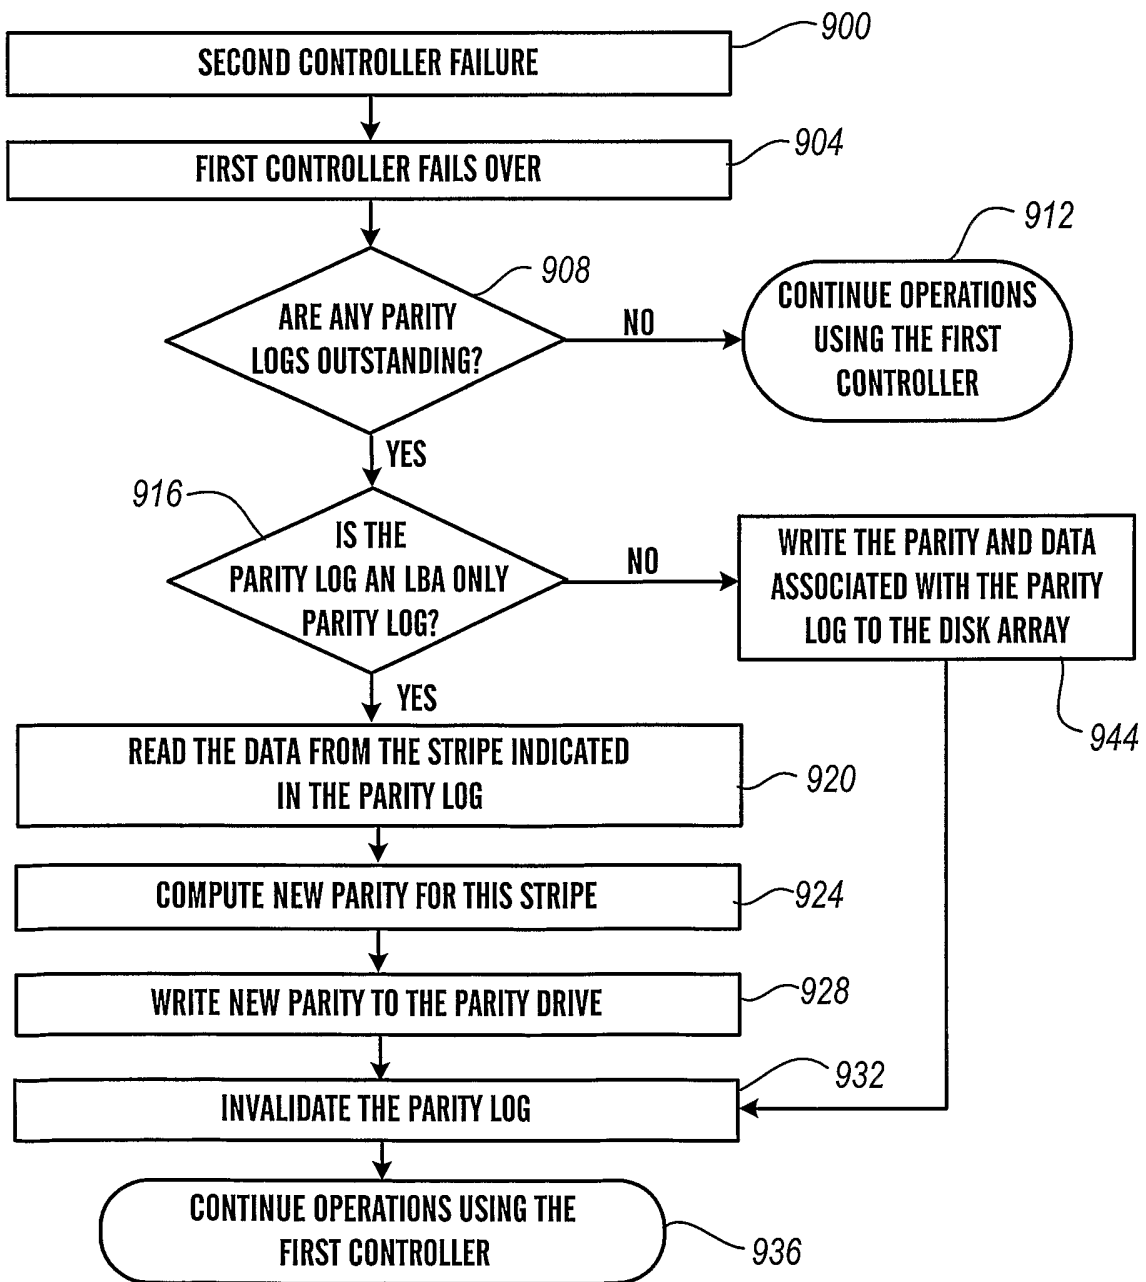 900
SECOND CONTROLLER FAILURE
904
FIRST CONTROLLER FAILS OVER
912
908
ARE ANY PARITY
LOGS OUTSTANDING?
NO
CONTINUE OPERATIONS
USING THE FIRST
CONTROLLER
YES
916
IS THE
PARITY LOG AN LBA ONLY
PARITY LOG?
NO
WRITE THE PARITY AND DATA
ASSOCIATED WITH THE PARITY
LOG TO THE DISK ARRAY
944
YES
READ THE DATA FROM THE STRIPE INDICATED
IN THE PARITY LOG
920
COMPUTE NEW PARITY FOR THIS STRIPE
924
WRITE NEW PARITY TO THE PARITY DRIVE
928
932
INVALIDATE THE PARITY LOG
CONTINUE OPERATIONS USING THE
FIRST CONTROLLER
936